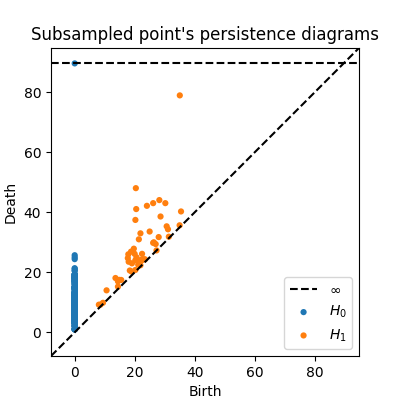 Subsampled point's persistence diagrams
Death
80
60
40
20
0
∞
H₀
H₁
0 20 40 60 80
Birth